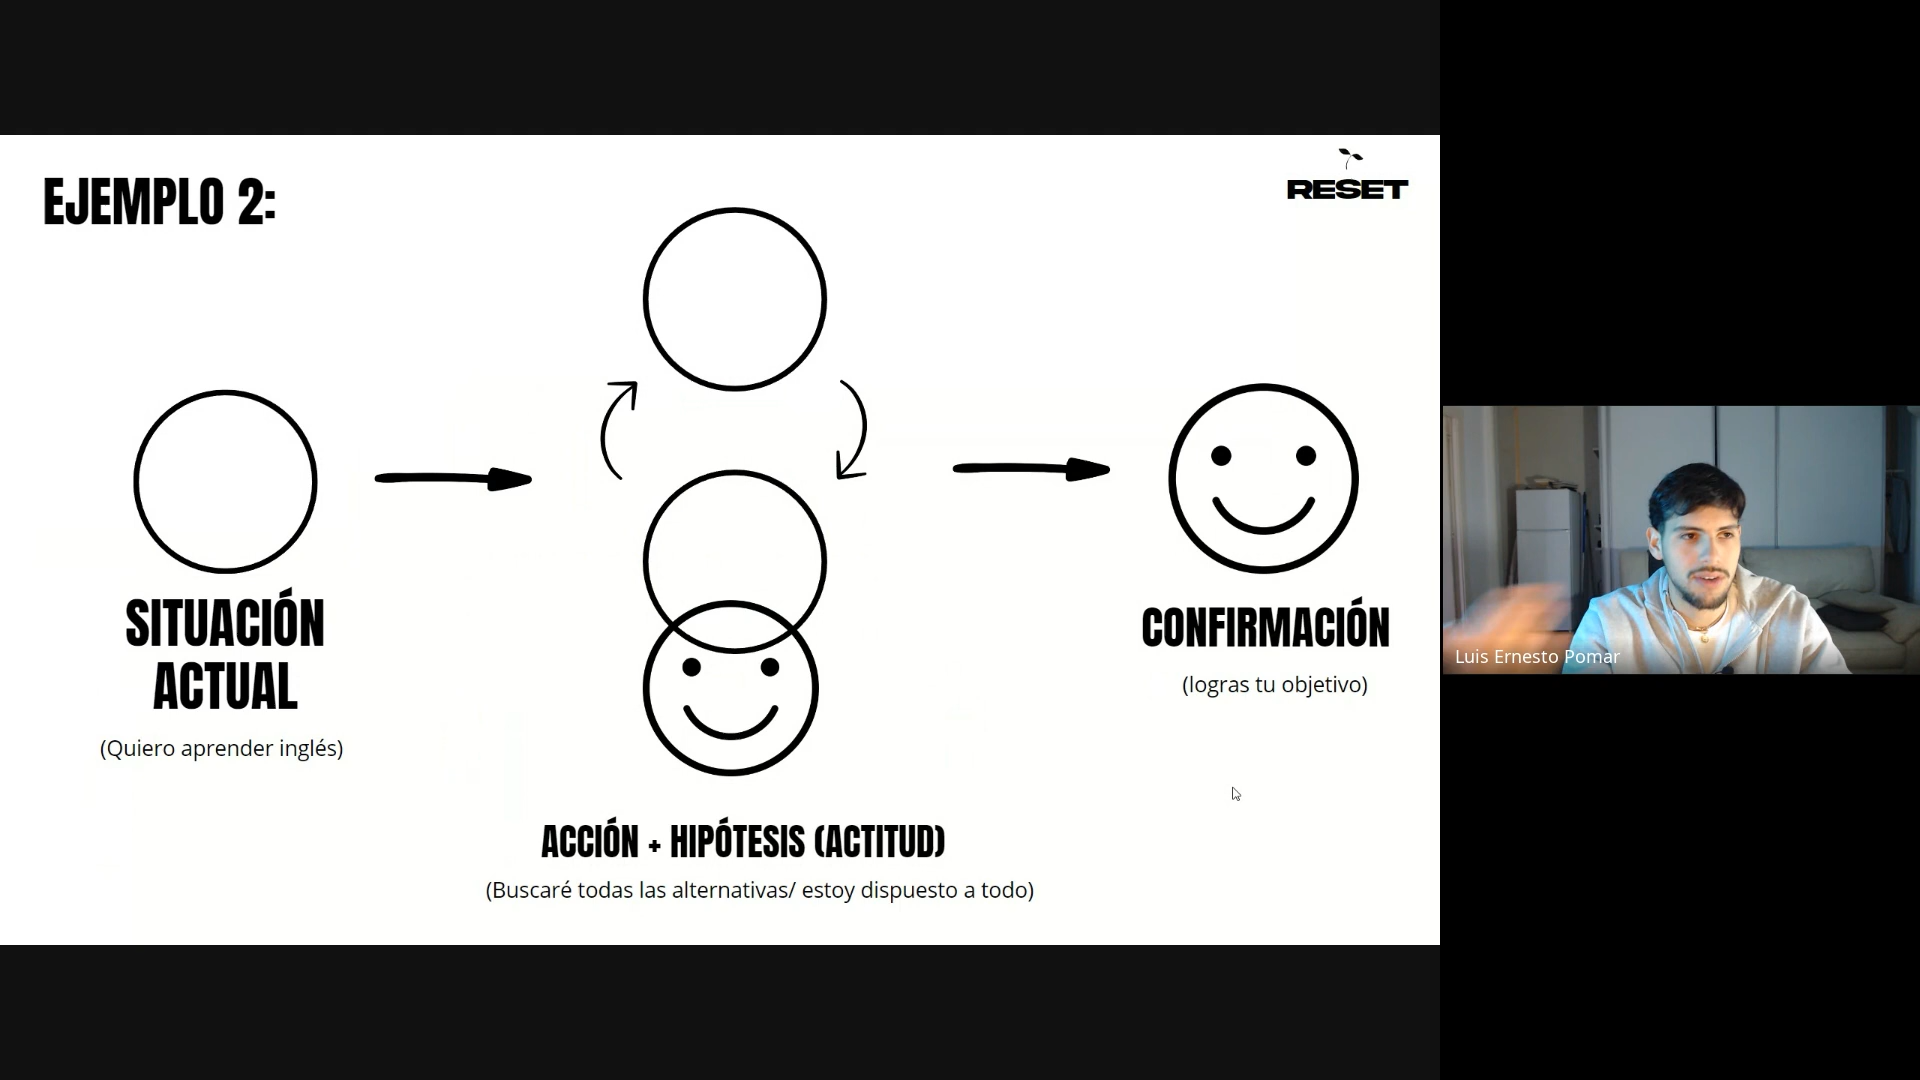 EJEMPLO 2:
RESET
SITUACIÓN
ACTUAL
(Quiero aprender inglés)
ACCIÓN + HIPÓTESIS (ACTITUD)
(Buscaré todas las alternativas/ estoy dispuesto a todo)
CONFIRMACIÓN
(logras tu objetivo)
Luis Ernesto Pomar